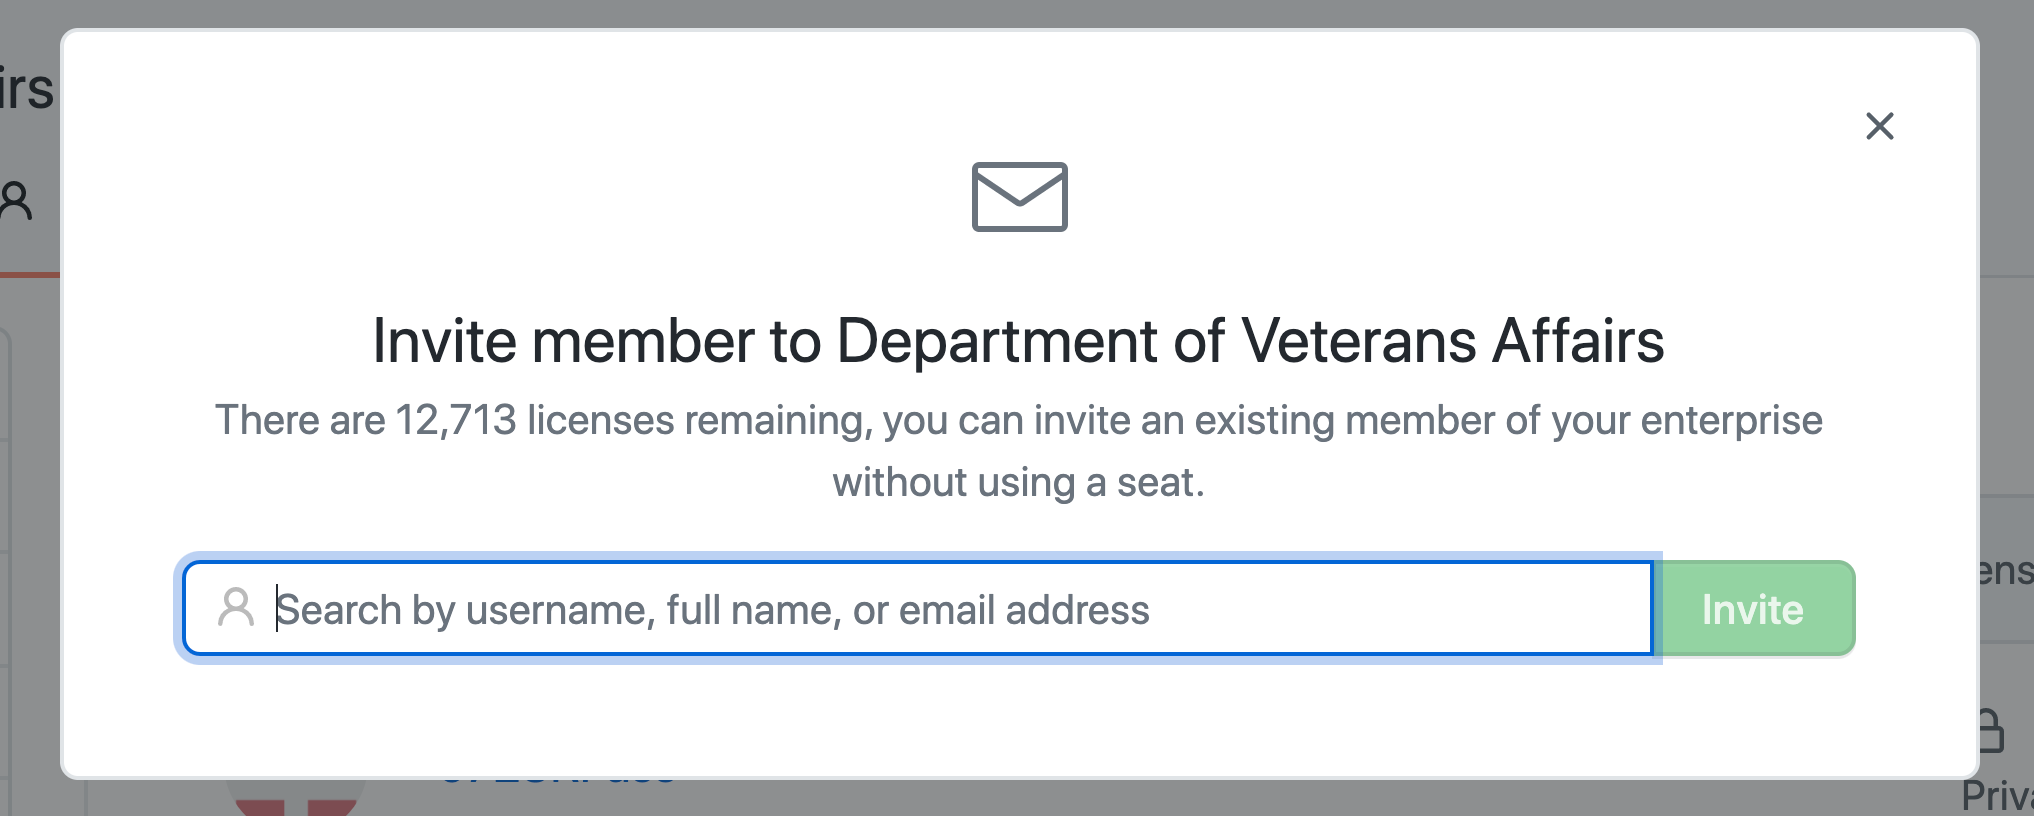 irs
Invite member to Department of Veterans Affairs
There are 12,713 licenses remaining, you can invite an existing member of your enterprise
without using a seat.
Search by username, full name, or email address
Invite
ens
Priva